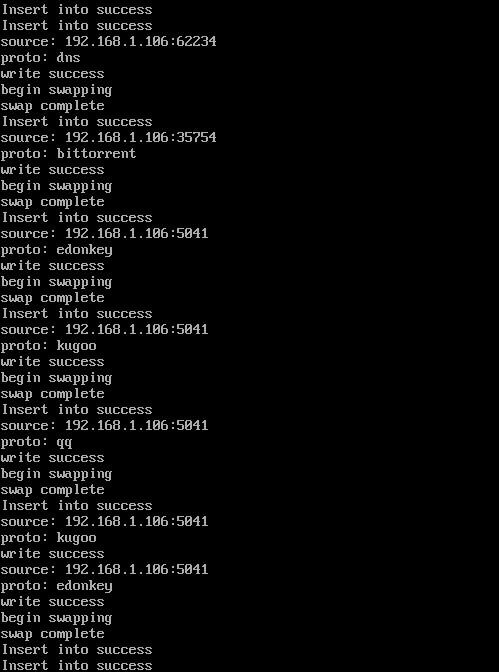 Insert into success
Insert into success
source: 192.168.1.106:62234
proto: dns
write success
begin swapping
swap complete
Insert into success
source: 192.168.1.106:35754
proto: bittorrent
write success
begin swapping
swap complete
Insert into success
source: 192.168.1.106:5041
proto: edonkey
write success
begin swapping
swap complete
Insert into success
source: 192.168.1.106:5041
proto: kugoo
write success
begin swapping
swap complete
Insert into success
source: 192.168.1.106:5041
proto: qq
write success
begin swapping
swap complete
Insert into success
source: 192.168.1.106:5041
proto: kugoo
write success
source: 192.168.1.106:5041
proto: edonkey
write success
begin swapping
swap complete
Insert into success
Insert into success